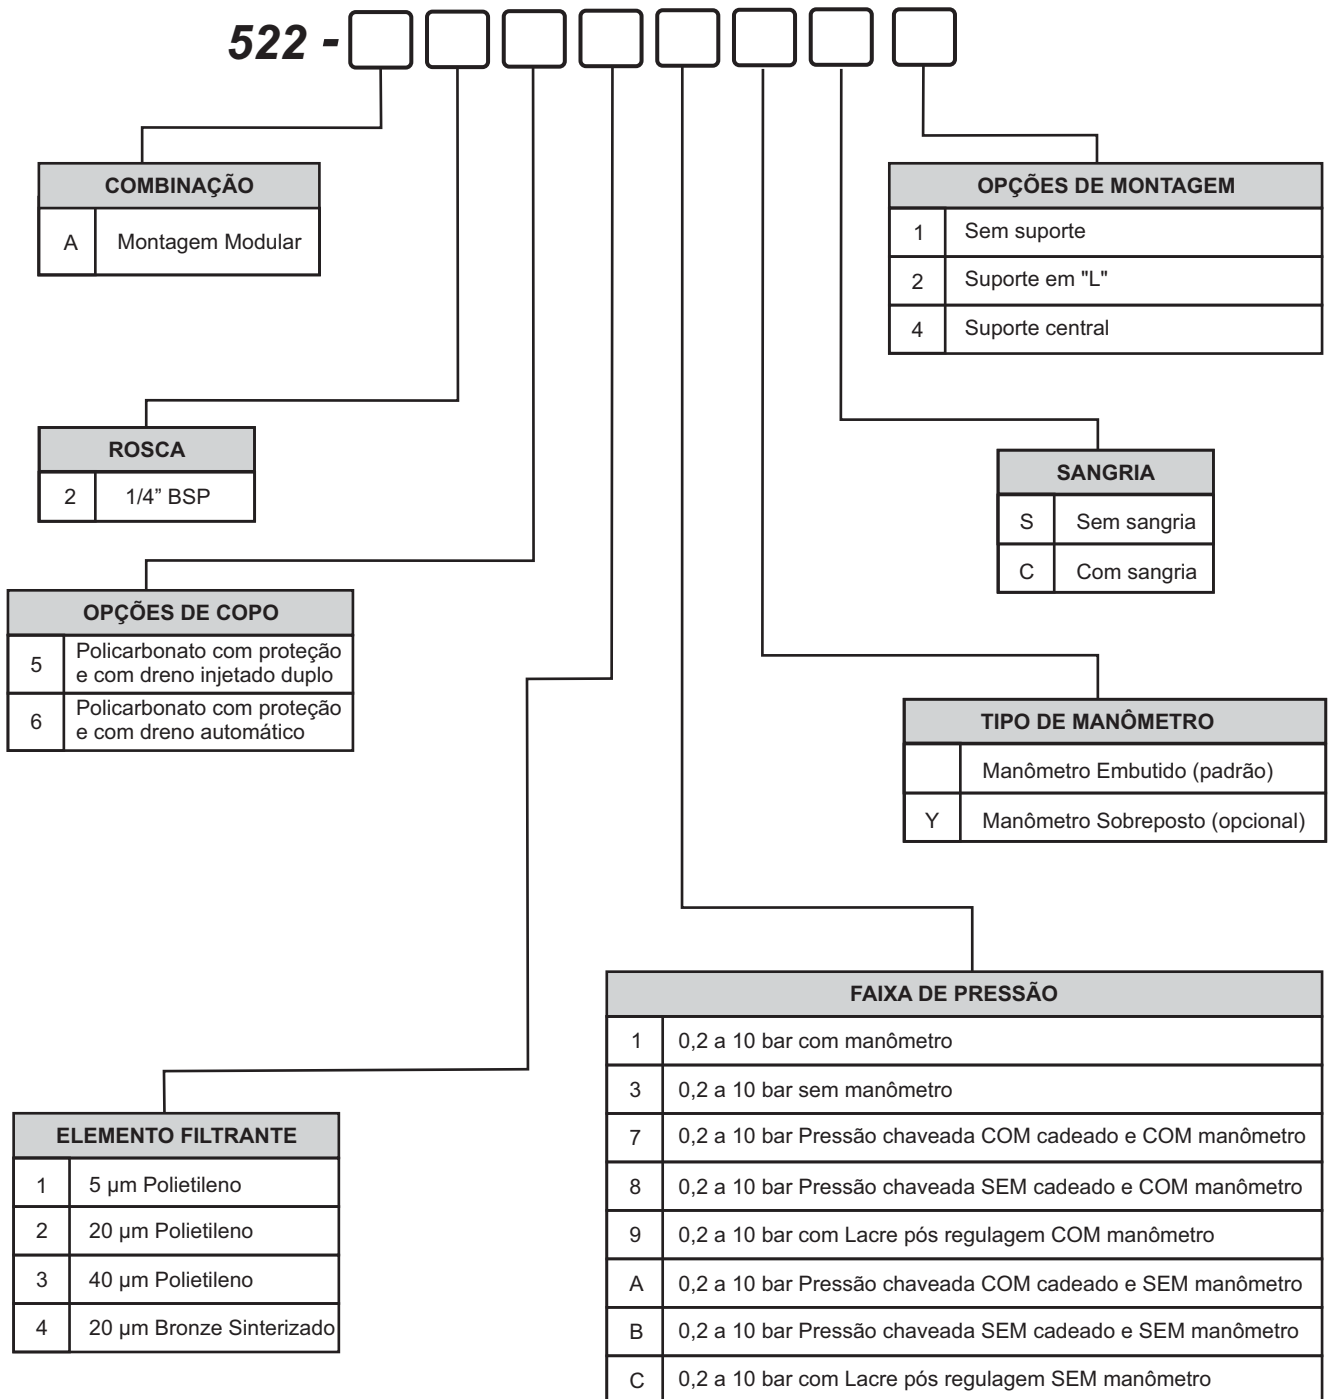 522 -
COMBINAÇÃO
A Montagem Modular
OPÇÕES DE MONTAGEM
1 Sem suporte
2 Suporte em "L"
4 Suporte central
ROSCA
2 1/4” BSP
SANGRIA
S Sem sangria
C Com sangria
OPÇÕES DE COPO
5 Policarbonato com proteção
e com dreno injetado duplo
6 Policarbonato com proteção
e com dreno automático
TIPO DE MANÔMETRO
Manômetro Embutido (padrão)
Y Manômetro Sobreposto (opcional)
FAIXA DE PRESSÃO
1 0,2 a 10 bar com manômetro
3 0,2 a 10 bar sem manômetro
7 0,2 a 10 bar Pressão chaveada COM cadeado e COM manômetro
8 0,2 a 10 bar Pressão chaveada SEM cadeado e COM manômetro
9 0,2 a 10 bar com Lacre pós regulagem COM manômetro
A 0,2 a 10 bar Pressão chaveada COM cadeado e SEM manômetro
B 0,2 a 10 bar Pressão chaveada SEM cadeado e SEM manômetro
C 0,2 a 10 bar com Lacre pós regulagem SEM manômetro
ELEMENTO FILTRANTE
1 5 µm Polietileno
2 20 µm Polietileno
3 40 µm Polietileno
4 20 µm Bronze Sinterizado